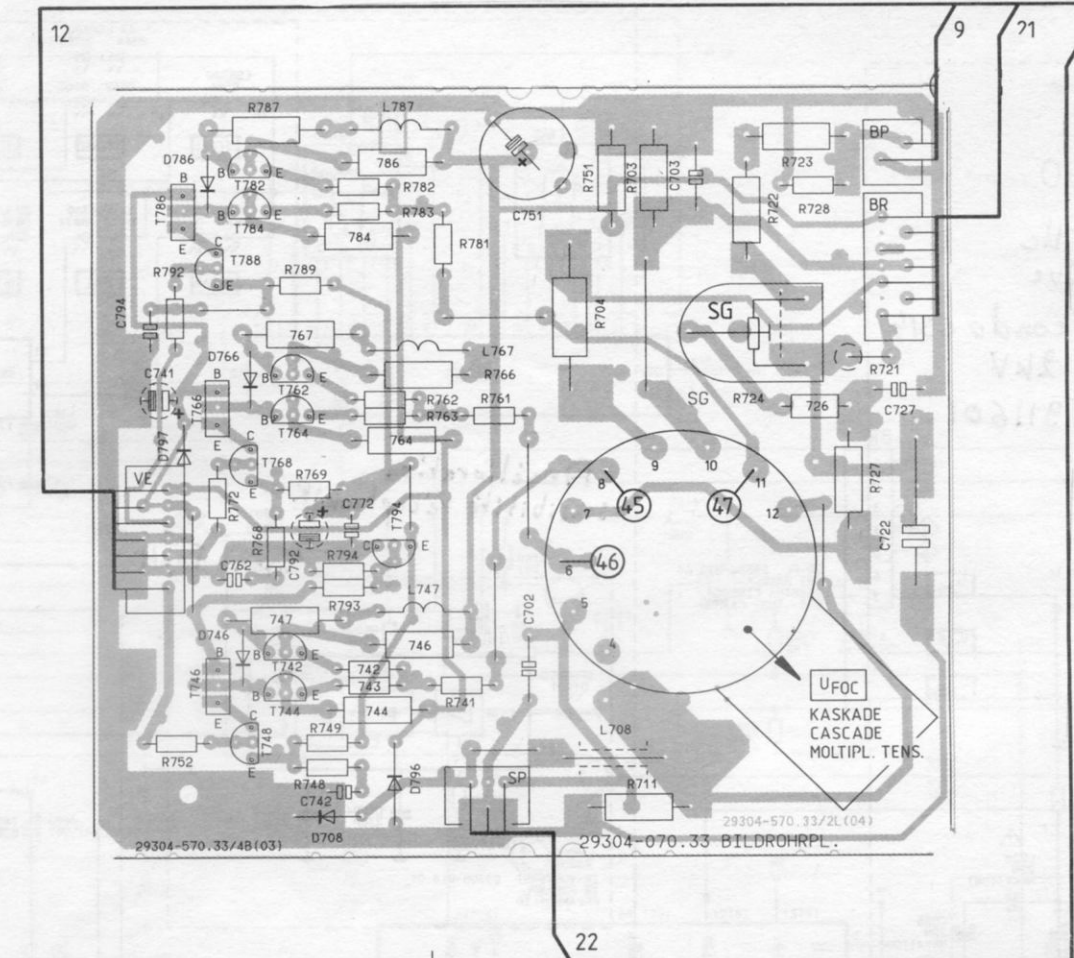 12
9
21
R787
L787
BP
D786
B
E
786
R723
T782
R782
T786
B
E
R783
R751
R703
C703
R722
R728
BR
T784
C751
784
R781
E
C
T788
R792
E
R789
C794
R704
SG
767
D766
L767
C741
B
B
E
R766
R721
T762
SG
R762
R761
R724
726
C727
T766
B
E
R763
T764
764
D797
E
C
T768
9
10
VE
E
R769
8
11
R772
C772
45
47
R727
T794
7
12
C
E
R768
C792
R794
46
C722
C762
6
R793
L747
C702
5
747
D746
746
B
B
E
4
T742
742
T746
743
B
E
R741
UFOC
T744
744
E
C
KASKADE
L708
R749
CASCADE
T748
MOLTIPL. TENS.
R752
E
R748
D796
SP
R711
C742
29304-570.33/2L(04)
D708
29304-570.33/4B(03)
29304-070.33 BILDROHRPL.
22